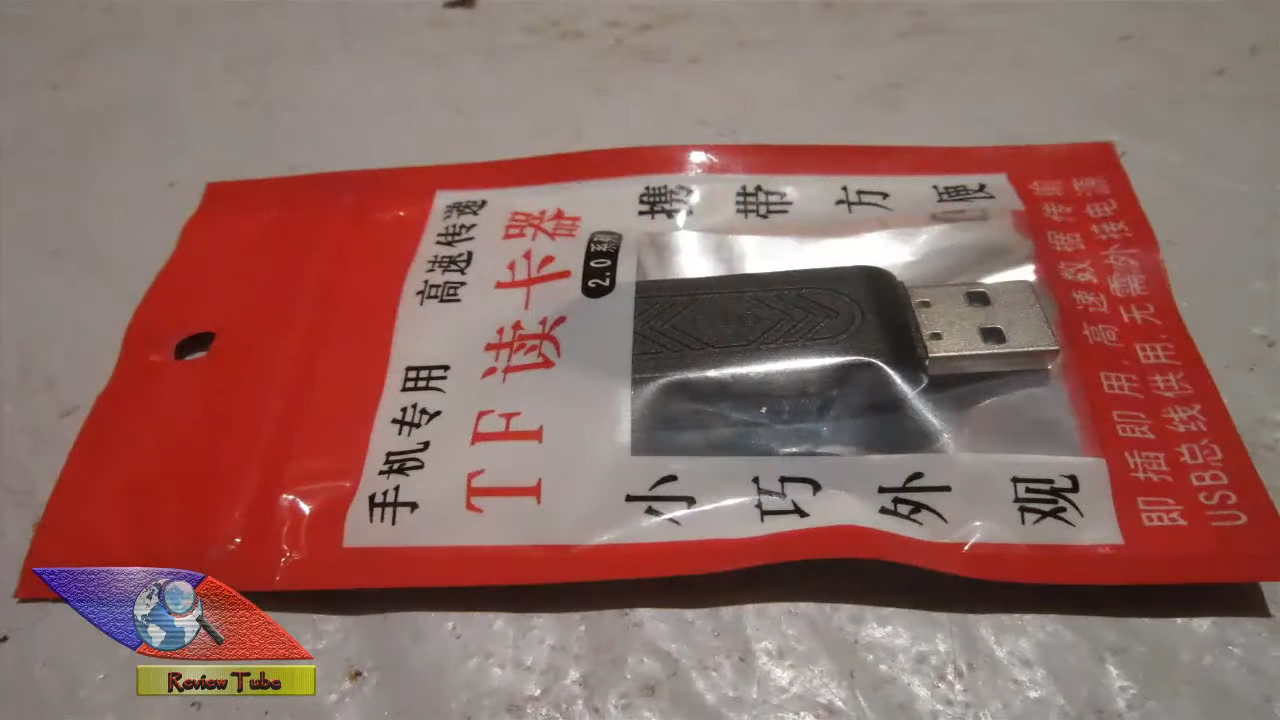 手机专用 高速传递
TF读卡器
2.0系列
小巧外观
携带方便
即插即用,高速数据传输
USB总线供用,无需外接电源
Review Tube